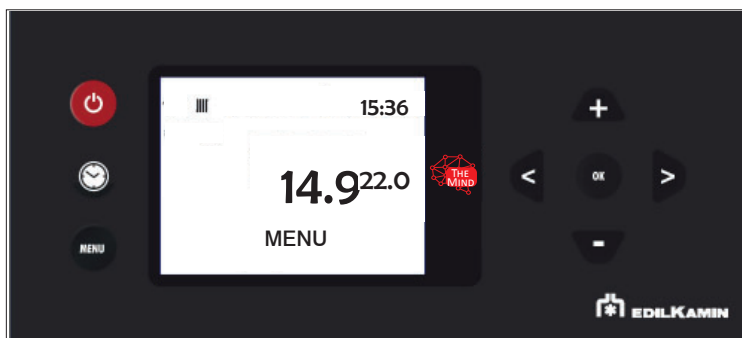 15:36
14.9 22.0
MENU
MENU
THE
MIND
<
OK
>
+
-
EDILKAMIN